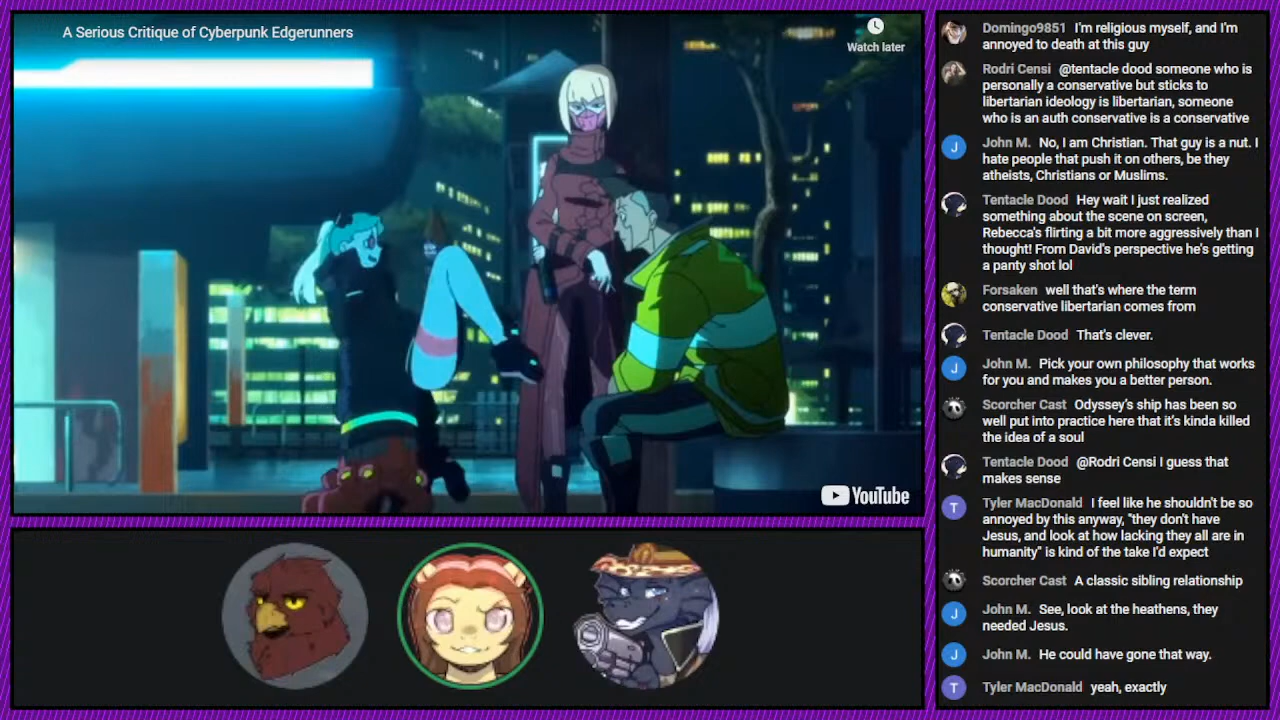 A Serious Critique of Cyberpunk Edgerunners
Watch later
YouTube
Domingo9851 I'm religious myself, and I'm
annoyed to death at this guy
Rodri Censi @tentacle dood someone who is
personally a conservative but sticks to
libertarian ideology is libertarian, someone
who is an auth conservative is a conservative
J
John M. No, I am Christian. That guy is a nut. I
hate people that push it on others, be they
atheists, Christians or Muslims.
Tentacle Dood Hey wait I just realized
something about the scene on screen,
Rebecca's flirting a bit more aggressively than I
thought! From David's perspective he's getting
a panty shot lol
Forsaken well that's where the term
conservative libertarian comes from
Tentacle Dood That's clever.
J
John M. Pick your own philosophy that works
for you and makes you a better person.
Scorcher Cast Odyssey's ship has been so
well put into practice here that it's kinda killed
the idea of a soul
Tentacle Dood @Rodri Censi I guess that
makes sense
T
Tyler MacDonald I feel like he shouldn't be so
annoyed by this anyway, "they don't have
Jesus, and look at how lacking they all are in
humanity" is kind of the take I'd expect
Scorcher Cast A classic sibling relationship
J
John M. See, look at the heathens, they
needed Jesus.
J
John M. He could have gone that way.
T
Tyler MacDonald yeah, exactly